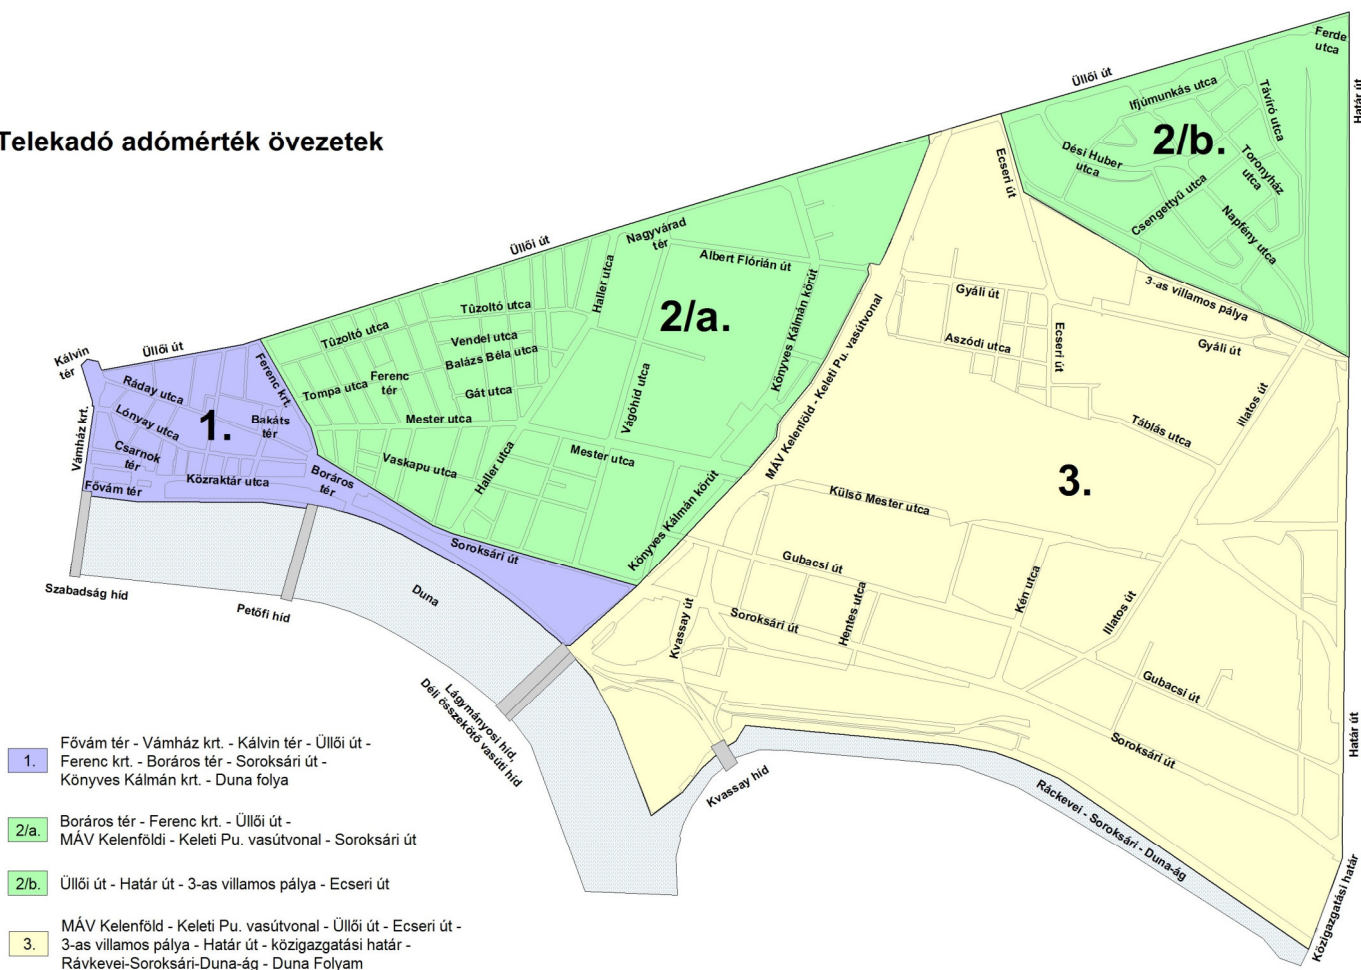 Telekadó adómérték övezetek
Ferde
utca
Üllői út
Határ út
Ifjúmunkás utca
Távíró utca
2/b.
Dési Huber
utca
Toronyház
utca
Ecseri út
Csengettyű utca
Napfény utca
Nagyvárad
tér
Üllői út
Albert Flórián út
Haller utca
3-as villamos pálya
Gyáli út
Tûzoltó utca
2/a.
Könyves Kálmán körút
MÁV Kelenföld - Keleti Pu. vasútvonal
Tûzoltó utca
Vendel utca
Balázs Béla utca
Aszódi utca
Ecseri út
Gyáli út
Kálvin
tér
Üllői út
Ferenc krt.
Ráday utca
Tompa utca
Ferenc
tér
Gát utca
Vágóhíd utca
Illatos út
Vámház krt.
Lónyay utca
1.
Bakáts
tér
Mester utca
Táblás utca
Csarnok
tér
Boráros
tér
Vaskapu utca
Haller utca
Mester utca
3.
Fővám tér
Közraktár utca
Könyves Kálmán körút
Külsö Mester utca
Soroksári út
Gubacsi út
Szabadság híd
Petőfi híd
Duna
Kvassay út
Soroksári út
Hentes utca
Kén utca
Illatos út
Lágymányosi híd,
Déli összekötő vasúti híd
Gubacsi út
Soroksári út
Határ út
Kvassay híd
Ráckevei - Soroksári - Duna-ág
Közigazgatási határ
1.
Fővám tér - Vámház krt. - Kálvin tér - Üllői út -
Ferenc krt. - Boráros tér - Soroksári út -
Könyves Kálmán krt. - Duna folya
2/a.
Boráros tér - Ferenc krt. - Üllői út -
MÁV Kelenföldi - Keleti Pu. vasútvonal - Soroksári út
2/b.
Üllői út - Határ út - 3-as villamos pálya - Ecseri út
3.
MÁV Kelenföld - Keleti Pu. vasútvonal - Üllői út - Ecseri út -
3-as villamos pálya - Határ út - közigazgatási határ -
Rávkevei-Soroksári-Duna-ág - Duna Folyam